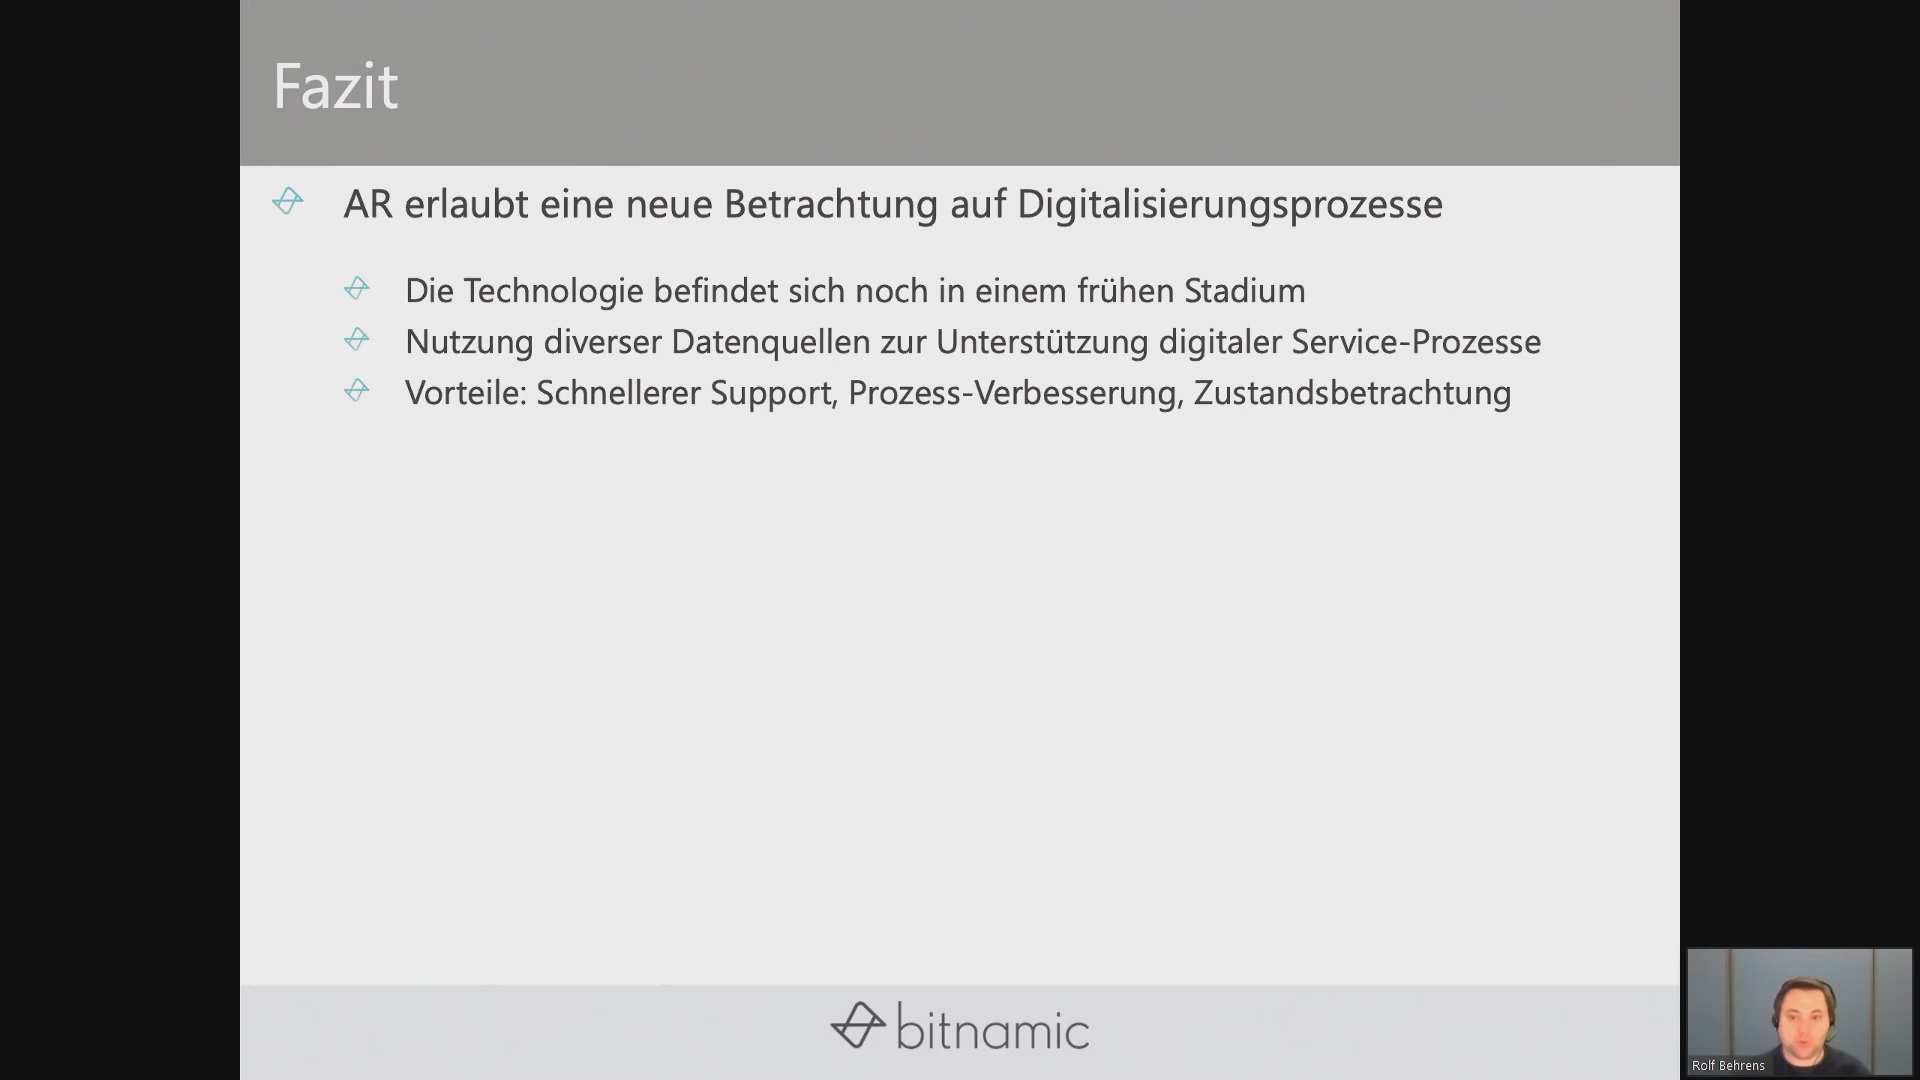 Fazit
AR erlaubt eine neue Betrachtung auf Digitalisierungsprozesse
Die Technologie befindet sich noch in einem frühen Stadium
Nutzung diverser Datenquellen zur Unterstützung digitaler Service-Prozesse
Vorteile: Schnellerer Support, Prozess-Verbesserung, Zustandsbetrachtung
bitnamic
Rolf Behrens